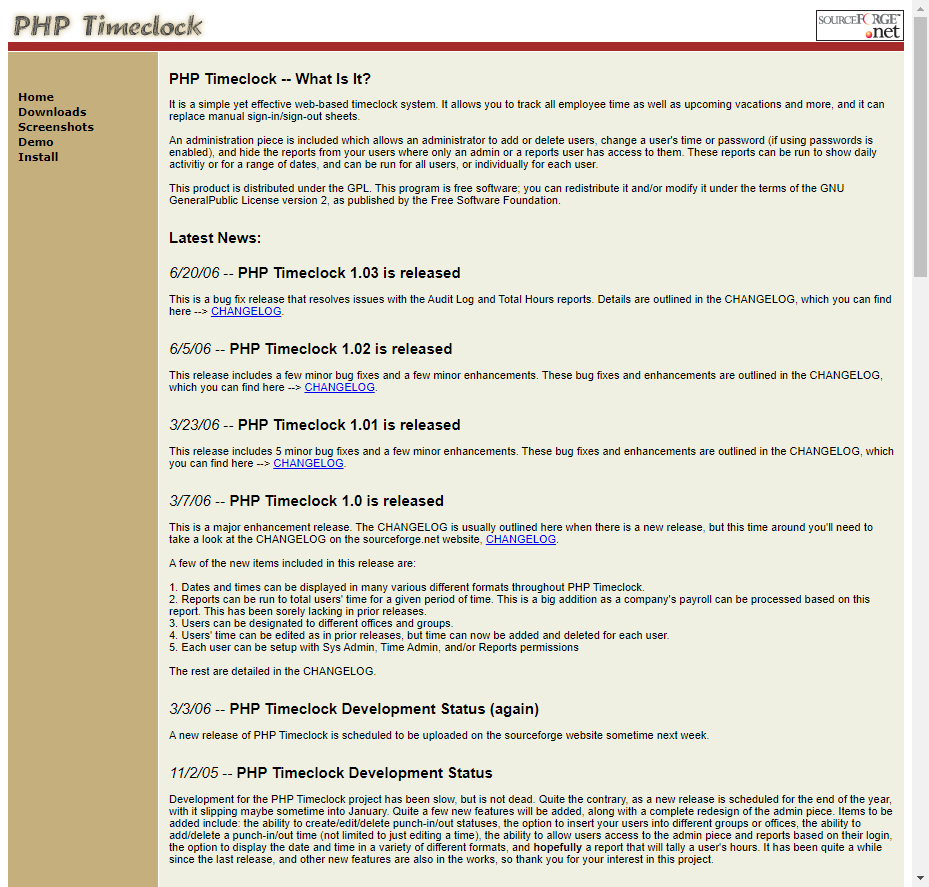 PHP Timeclock
SOURCEFORGE™
.net
Home
Downloads
Screenshots
Demo
Install
PHP Timeclock -- What Is It?
It is a simple yet effective web-based timeclock system. It allows you to track all employee time as well as upcoming vacations and more, and it can
replace manual sign-in/sign-out sheets.
An administration piece is included which allows an administrator to add or delete users, change a user's time or password (if using passwords is
enabled), and hide the reports from your users where only an admin or a reports user has access to them. These reports can be run to show daily
activitiy or for a range of dates, and can be run for all users, or individually for each user.
This product is distributed under the GPL. This program is free software; you can redistribute it and/or modify it under the terms of the GNU
GeneralPublic License version 2, as published by the Free Software Foundation.
Latest News:
6/20/06 -- PHP Timeclock 1.03 is released
This is a bug fix release that resolves issues with the Audit Log and Total Hours reports. Details are outlined in the CHANGELOG, which you can find
here --> CHANGELOG.
6/5/06 -- PHP Timeclock 1.02 is released
This release includes a few minor bug fixes and a few minor enhancements. These bug fixes and enhancements are outlined in the CHANGELOG,
which you can find here --> CHANGELOG.
3/23/06 -- PHP Timeclock 1.01 is released
This release includes 5 minor bug fixes and a few minor enhancements. These bug fixes and enhancements are outlined in the CHANGELOG, which
you can find here --> CHANGELOG.
3/7/06 -- PHP Timeclock 1.0 is released
This is a major enhancement release. The CHANGELOG is usually outlined here when there is a new release, but this time around you'll need to
take a look at the CHANGELOG on the sourceforge.net website, CHANGELOG.
A few of the new items included in this release are:
1. Dates and times can be displayed in many various different formats throughout PHP Timeclock.
2. Reports can be run to total users' time for a given period of time. This is a big addition as a company's payroll can be processed based on this
report. This has been sorely lacking in prior releases.
3. Users can be designated to different offices and groups.
4. Users' time can be edited as in prior releases, but time can now be added and deleted for each user.
5. Each user can be setup with Sys Admin, Time Admin, and/or Reports permissions
The rest are detailed in the CHANGELOG.
3/3/06 -- PHP Timeclock Development Status (again)
A new release of PHP Timeclock is scheduled to be uploaded on the sourceforge website sometime next week.
11/2/05 -- PHP Timeclock Development Status
Development for the PHP Timeclock project has been slow, but is not dead. Quite the contrary, as a new release is scheduled for the end of the year,
with it slipping maybe sometime into January. Quite a few new features will be added, along with a complete redesign of the admin piece. Items to be
added include: the ability to create/edit/delete punch-in/out statuses, the option to insert your users into different groups or offices, the ability to
add/delete a punch-in/out time (not limited to just editing a time), the ability to allow users access to the admin piece and reports based on their login,
the option to display the date and time in a variety of different formats, and hopefully a report that will tally a user's hours. It has been quite a while
since the last release, and other new features are also in the works, so thank you for your interest in this project.